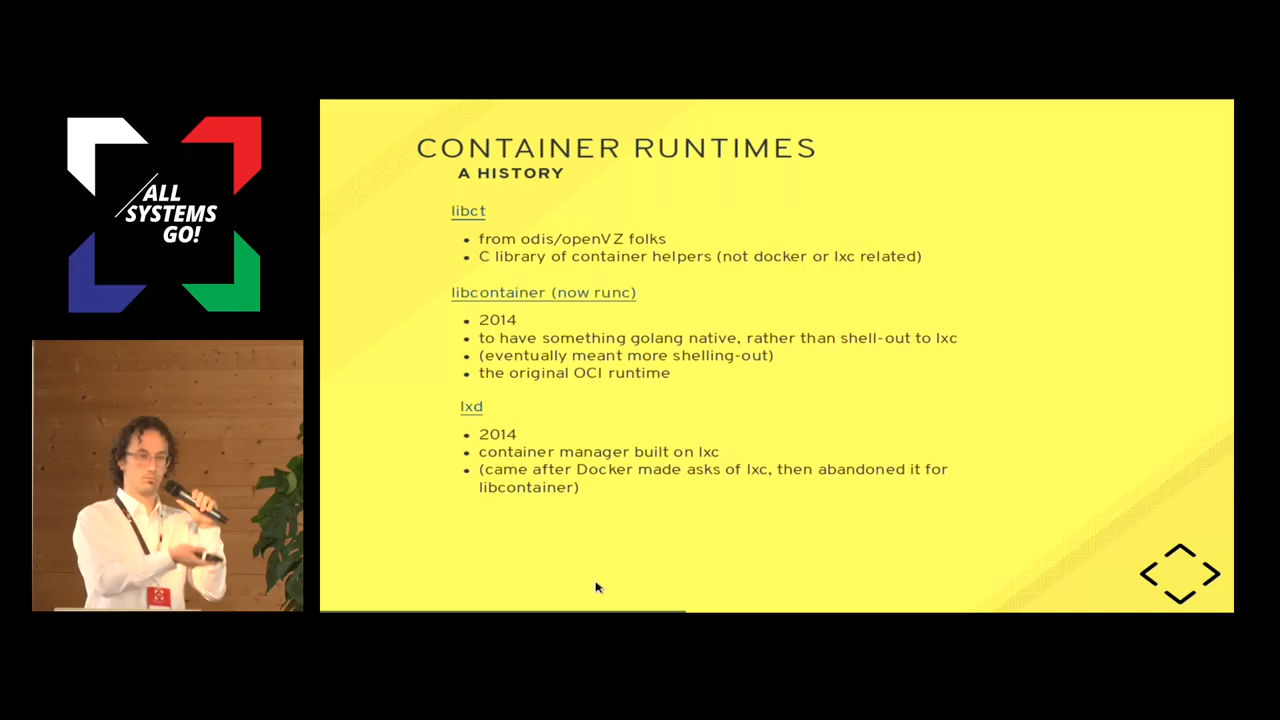 ALL
SYSTEMS
GO!
CONTAINER RUNTIMES
A HISTORY
libct
• from odis/openVZ folks
• C library of container helpers (not docker or lxc related)
libcontainer (now runc)
• 2014
• to have something golang native, rather than shell-out to lxc
• (eventually meant more shelling-out)
• the original OCI runtime
lxd
• 2014
• container manager built on lxc
• (came after Docker made asks of lxc, then abandoned it for
libcontainer)